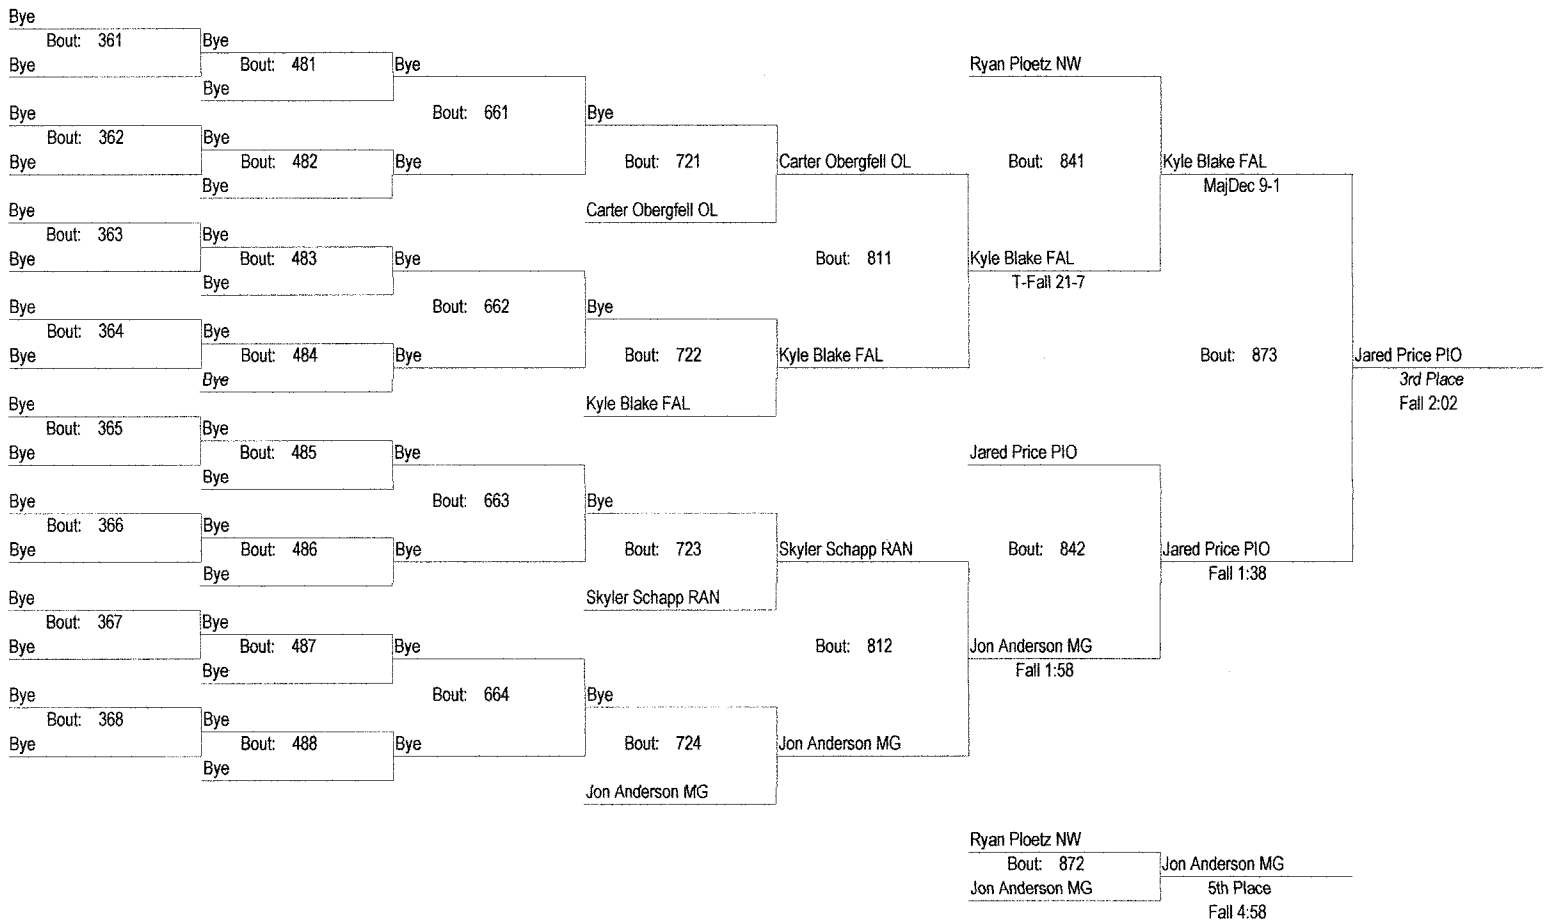 Bye
Bout: 361
Bye
Bye
Bout: 481
Bye
Bye
Bout: 362
Bye
Bye
Bout: 482
Bye
Bye
Bout: 661
Bye
Bye
Bout: 363
Bye
Bye
Bout: 483
Bye
Bye
Bout: 364
Bye
Bye
Bout: 484
Bye
Bye
Bout: 662
Bye
Bye
Bout: 365
Bye
Bye
Bout: 485
Bye
Bye
Bout: 366
Bye
Bye
Bout: 486
Bye
Bye
Bout: 663
Bye
Bye
Bout: 367
Bye
Bye
Bout: 487
Bye
Bye
Bout: 368
Bye
Bye
Bout: 488
Bye
Bye
Bout: 664
Bye
Bye
Bout: 721
Carter Obergfell OL
Bye
Bout: 722
Kyle Blake FAL
Bye
Bout: 723
Skyler Schapp RAN
Bye
Bout: 724
Jon Anderson MG
Carter Obergfell OL
Bout: 811
Kyle Blake FAL
Skyler Schapp RAN
Bout: 812
Jon Anderson MG
Ryan Ploetz NW
Bout: 841
Kyle Blake FAL
T-Fall 21-7
Jared Price PIO
Bout: 842
Jon Anderson MG
Fall 1:58
Kyle Blake FAL
MajDec 9-1
Bout: 873
Jared Price PIO
Fall 1:38
Jared Price PIO
3rd Place
Fall 2:02
Ryan Ploetz NW
Bout: 872
Jon Anderson MG
Jon Anderson MG
5th Place
Fall 4:58